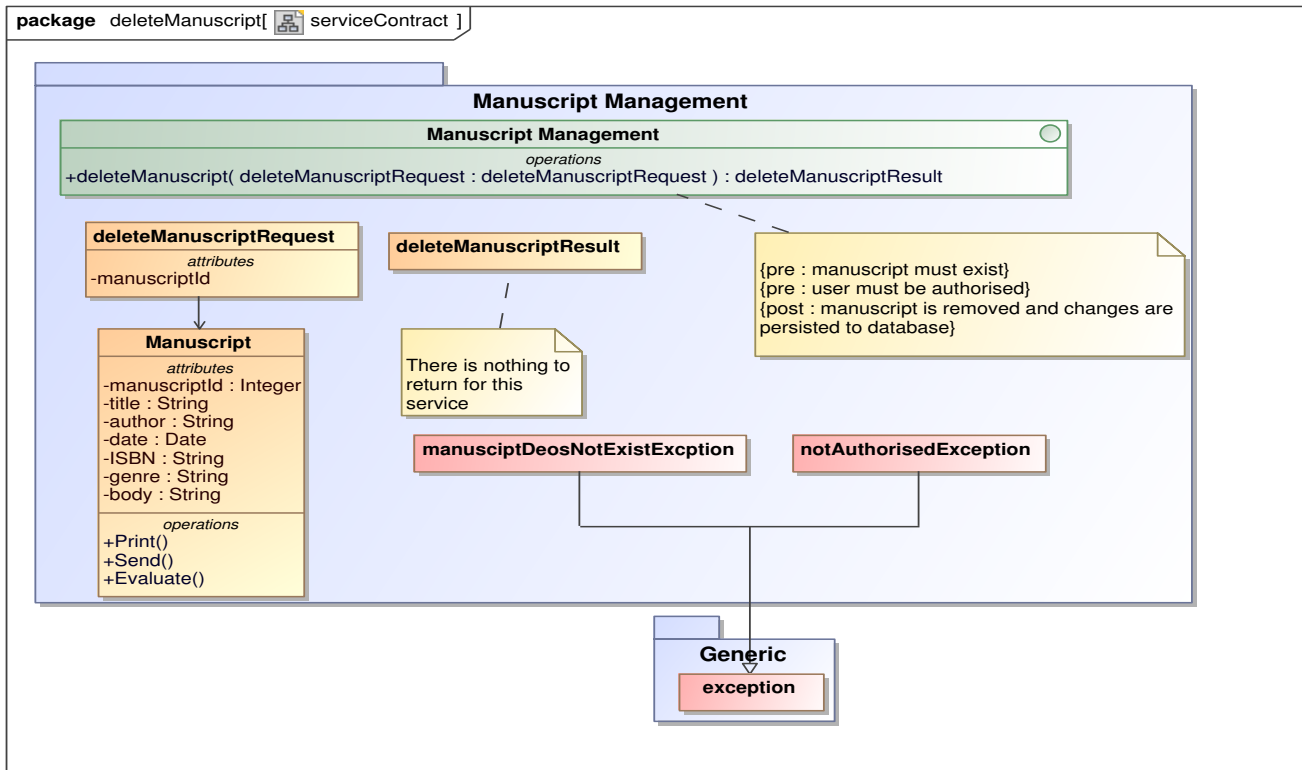 package deleteManuscript[ serviceContract ]
Manuscript Management
Manuscript Management
operations
+deleteManuscript( deleteManuscriptRequest : deleteManuscriptRequest ) : deleteManuscriptResult
deleteManuscriptRequest
attributes
-manuscriptId
deleteManuscriptResult
{pre : manuscript must exist}
{pre : user must be authorised}
{post : manuscript is removed and changes are
persisted to database}
Manuscript
attributes
-manuscriptId : Integer
-title : String
-author : String
-date : Date
-ISBN : String
-genre : String
-body : String
operations
+Print()
+Send()
+Evaluate()
There is nothing to
return for this
service
manusciptDeosNotExistExcption
notAuthorisedException
Generic
exception